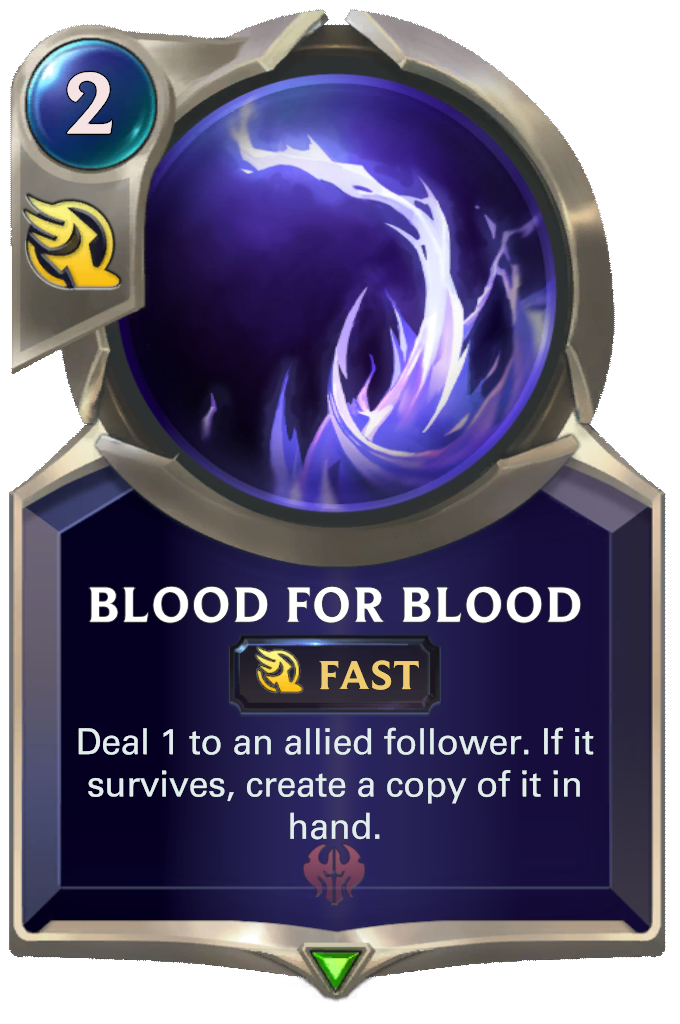 2
BLOOD FOR BLOOD
FAST
Deal 1 to an allied follower. If it
survives, create a copy of it in
hand.